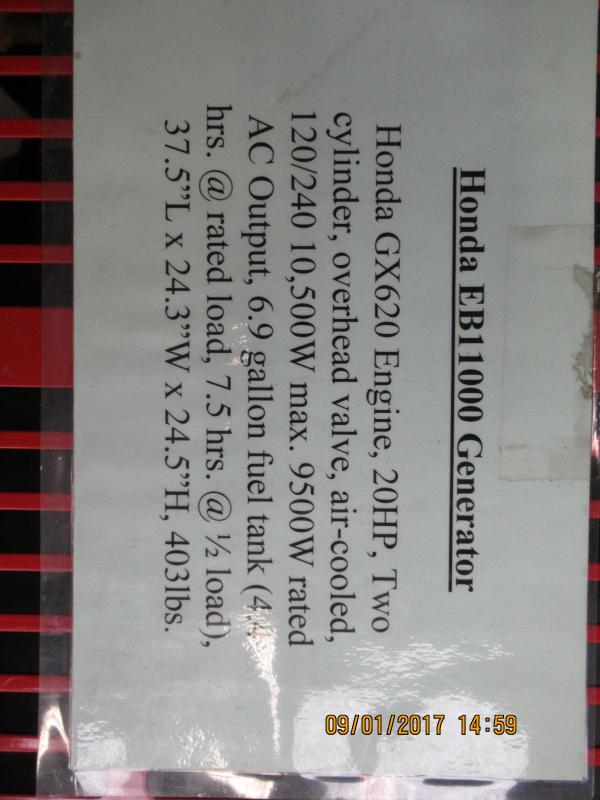 Honda EB11000 Generator
Honda GX620 Engine, 20HP, Two
cylinder, overhead valve, air-cooled,
120/240 10,500W max. 9500W rated
AC Output, 6.9 gallon fuel tank
hrs. @ rated load, 7.5 hrs. @ ½ load),
37.5”L x 24.3”W x 24.5”H, 403lbs.
09/01/2017 14:59